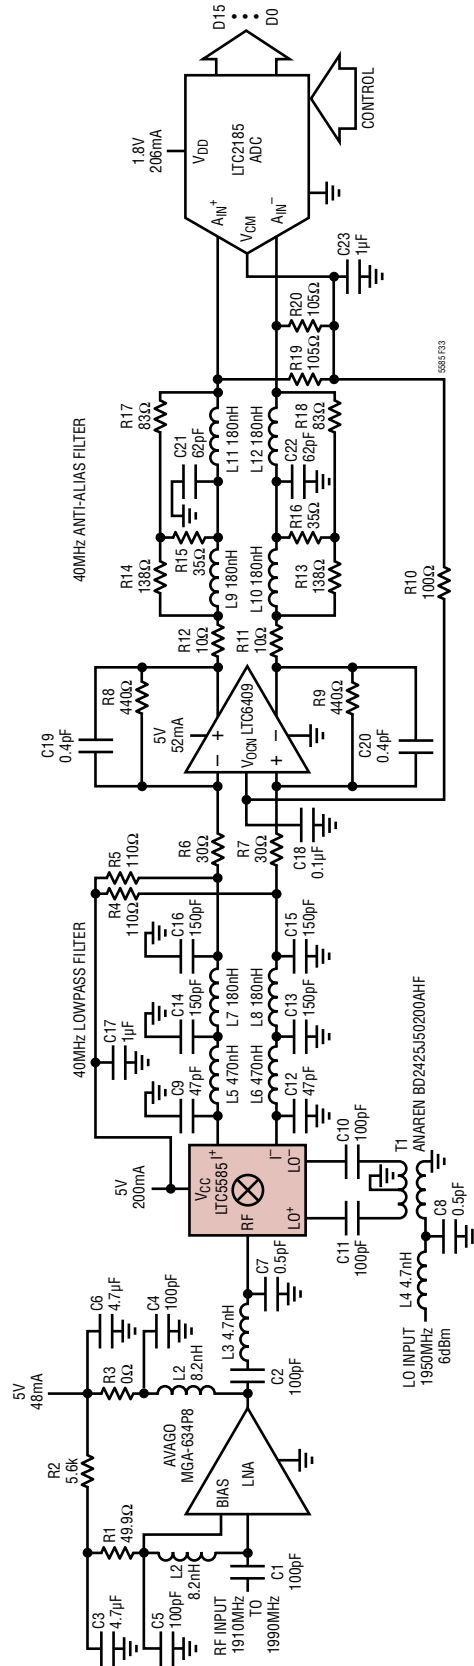 RF INPUT
1910MHz
TO
1990MHz
C3
4.7µF
C5
100pF
R1
49.9Ω
L2
8.2nH
C1
100pF
R2
5.6k
5V
48mA
AVAGO
MGA-634P8
BIAS
LNA
R3
0Ω
L2
8.2nH
C6
4.7µF
C4
100pF
C2
100pF
L3 4.7nH
C7
0.5pF
LO INPUT
1950MHz
6dBm
L4 4.7nH
C8
0.5pF
T1
ANAREN BD2425J50200AHF
C11
100pF
C10
100pF
5V
200mA
VCC
LTC5585
RF
I+
I−
LO+
LO−
40MHz LOWPASS FILTER
C17
1µF
C9
47pF
L5 470nH
L6 470nH
C12
47pF
C14
150pF
L7 180nH
L8 180nH
C13
150pF
C16
150pF
C15
150pF
R4
110Ω
R5
110Ω
R6
30Ω
R7
30Ω
C18
0.1µF
C19
0.4pF
R8
440Ω
5V
52mA
− +
VOCN LTC6409
+ −
R9
440Ω
C20
0.4pF
R12
10Ω
R11
10Ω
40MHz ANTI-ALIAS FILTER
R14
138Ω
R15
35Ω
L9 180nH
L10 180nH
R13
138Ω
R16
35Ω
C21
62pF
C22
62pF
R17
83Ω
L11 180nH
L12 180nH
R18
83Ω
R10
100Ω
R19
105Ω
R20
105Ω
C23
1µF
1.8V
206mA
VDD
AIN+
VCM
AIN−
LTC2185
ADC
D15
• • •
D0
CONTROL
5585 F33